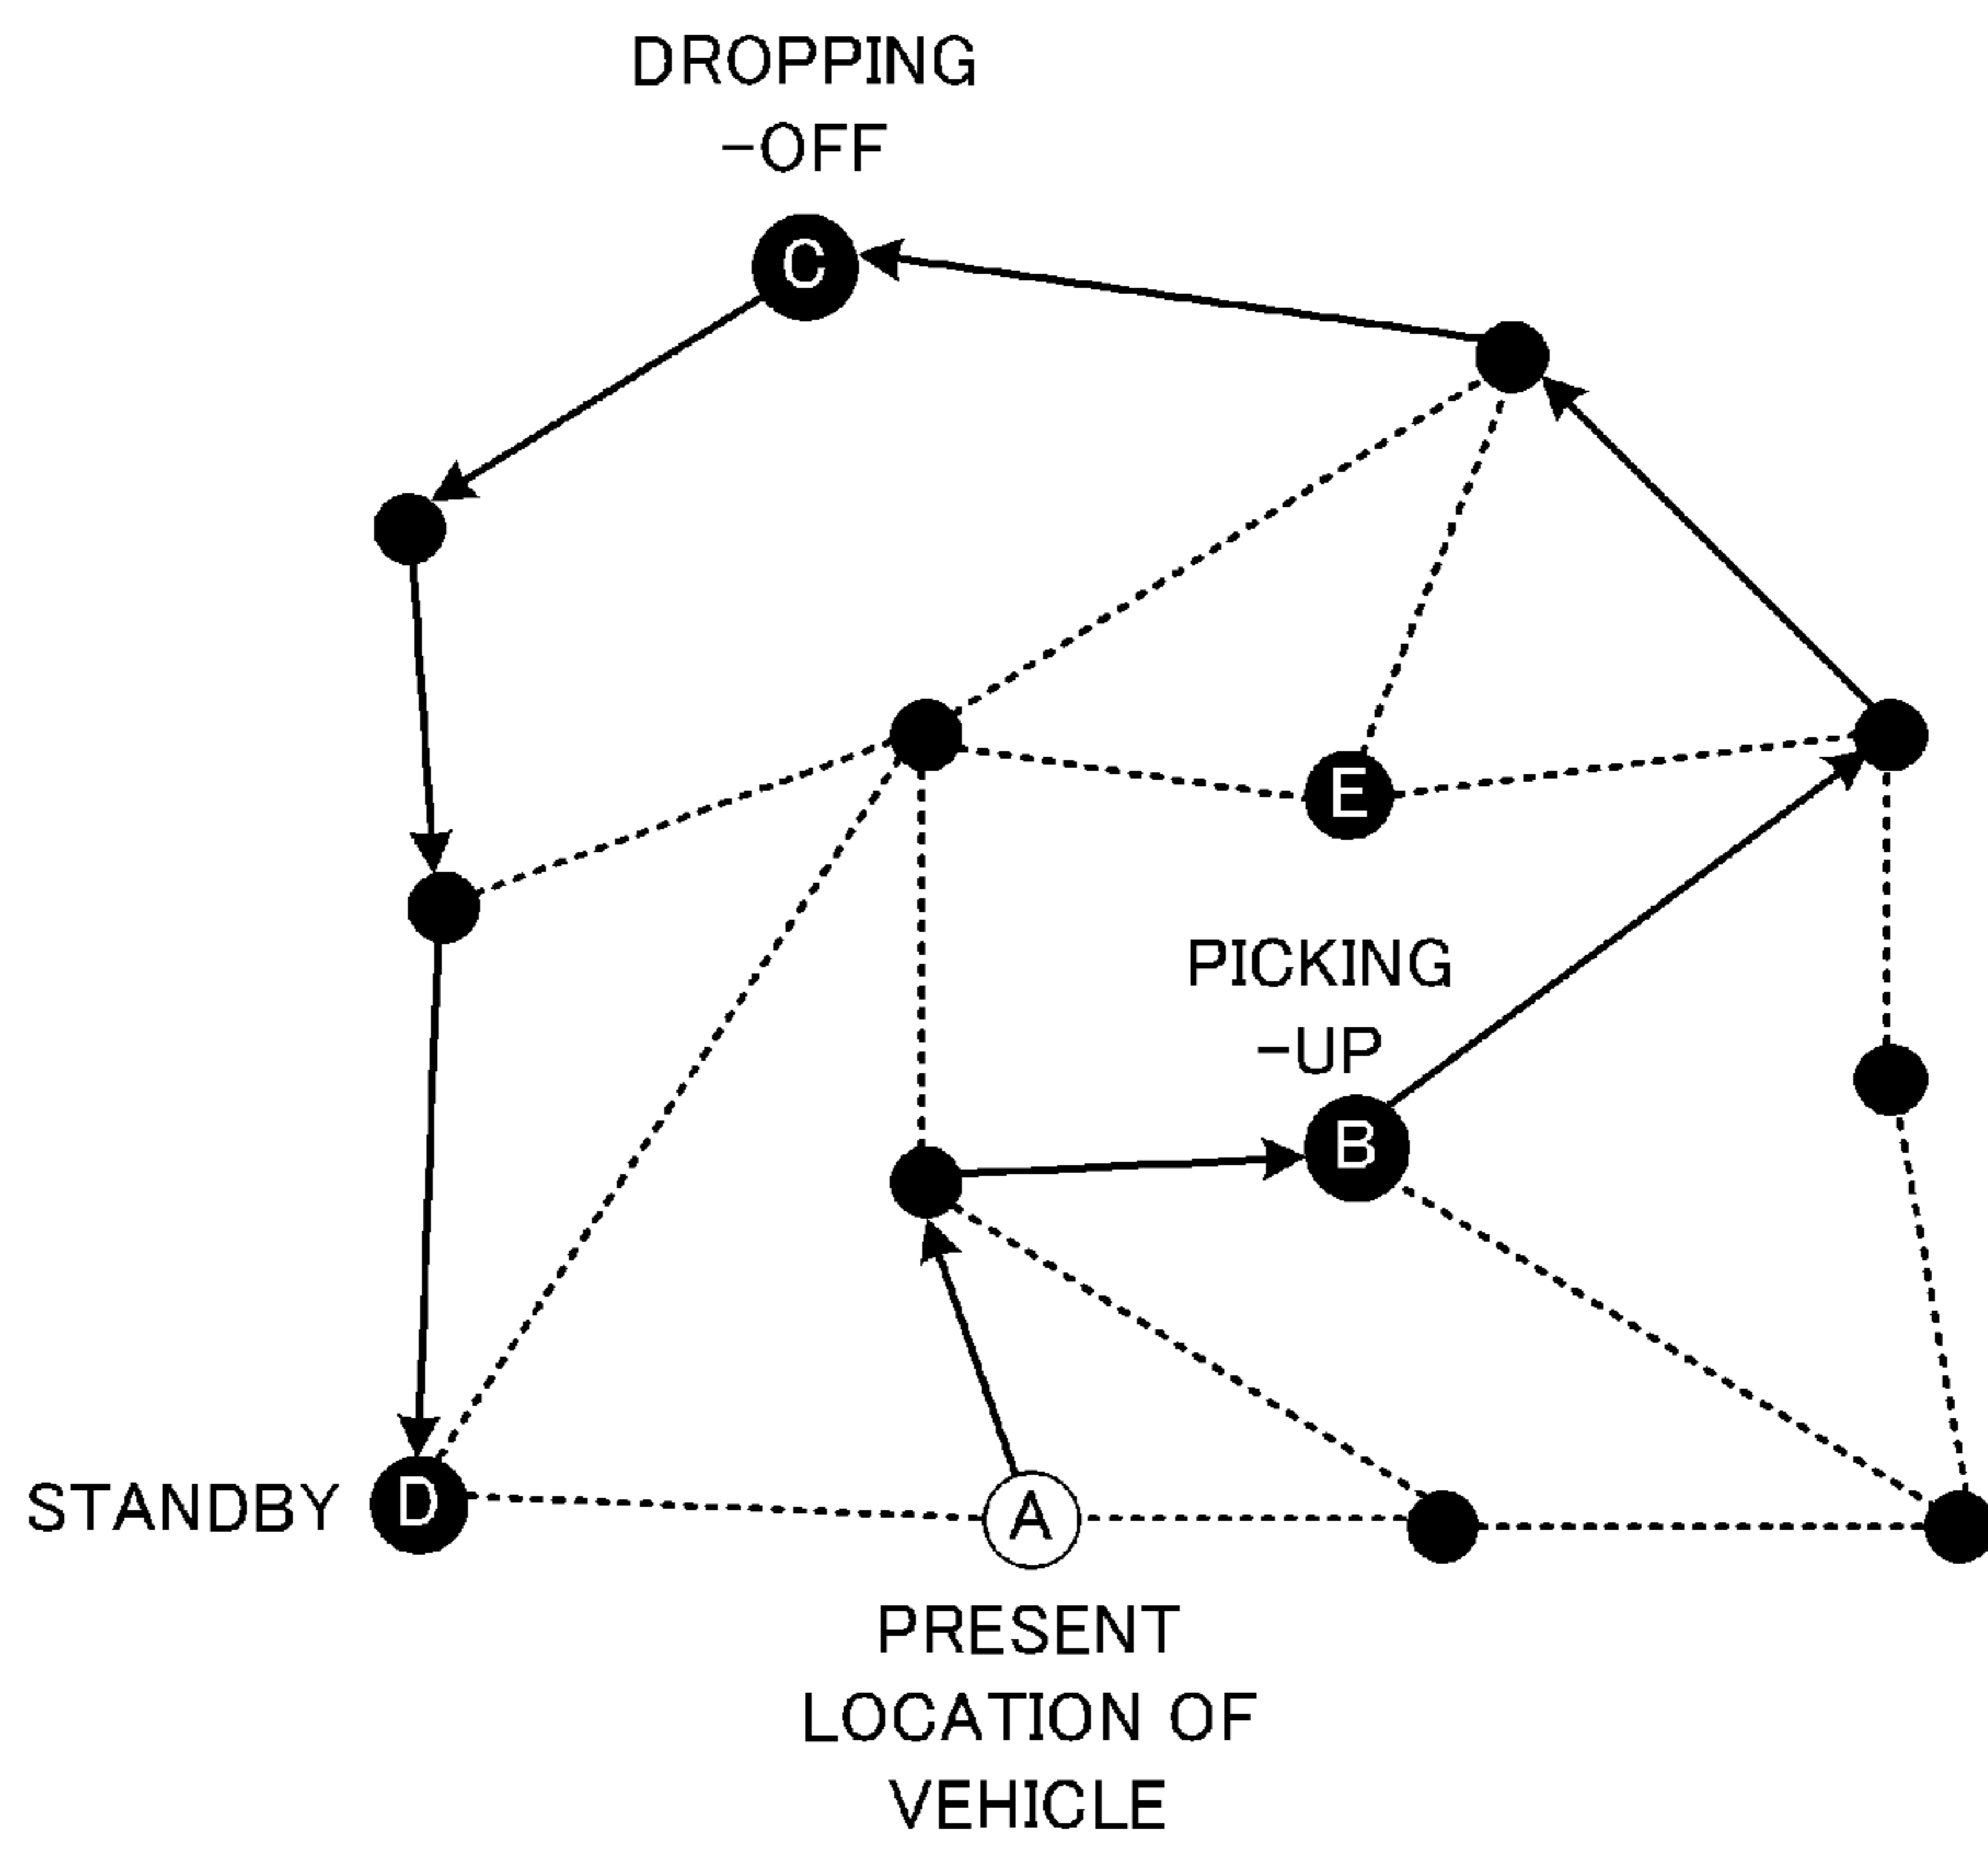 DROPPING
-OFF
C
E
PICKING
-UP
B
STANDBY
D
A
PRESENT
LOCATION OF
VEHICLE